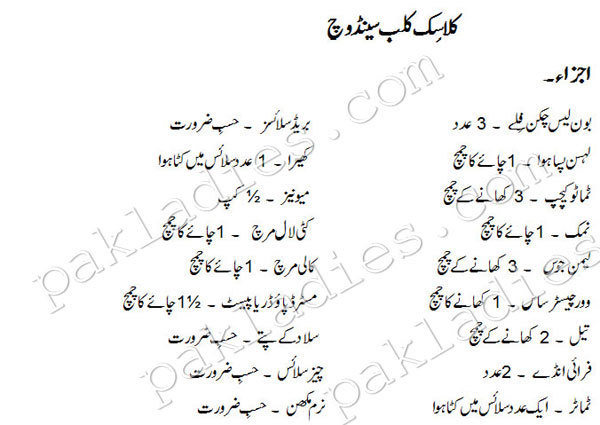 کلاسِک کلب سینڈوچ
اجزاء۔
بون لیس چکن فِلے ۔ 3 عدد
لہسن پسا ہوا ۔ 1 چائے کا چمچ
ٹماٹو کیچپ ۔ 3 کھانے کے چمچ
نمک ۔ 1 چائے کا چمچ
لیمن جوس ۔ 3 کھانے کے چمچ
وورچیسٹر ساس ۔ 1 کھانے کا چمچ
تیل ۔ 2 کھانے کے چمچ
فرائی انڈے ۔ 2 عدد
ٹماٹر ۔ ایک عدد سلائس میں کٹا ہوا
بریڈ سلائسز ۔ حسبِ ضرورت
کھیرا ۔ 1 عدد سلائس میں کٹا ہوا
میونیز ۔ ½ کپ
کٹی لال مرچ ۔ 1 چائے کا چمچ
کالی مرچ ۔ 1 چائے کا چمچ
مسٹرڈ پاؤڈر یا پیسٹ ۔ 1½ چائے کا چمچ
سلاد کے پتے ۔ حسبِ ضرورت
چیز سلائس ۔ حسبِ ضرورت
نرم مکھن ۔ حسبِ ضرورت
pakladies.com
pakladies.com
pakladies.com